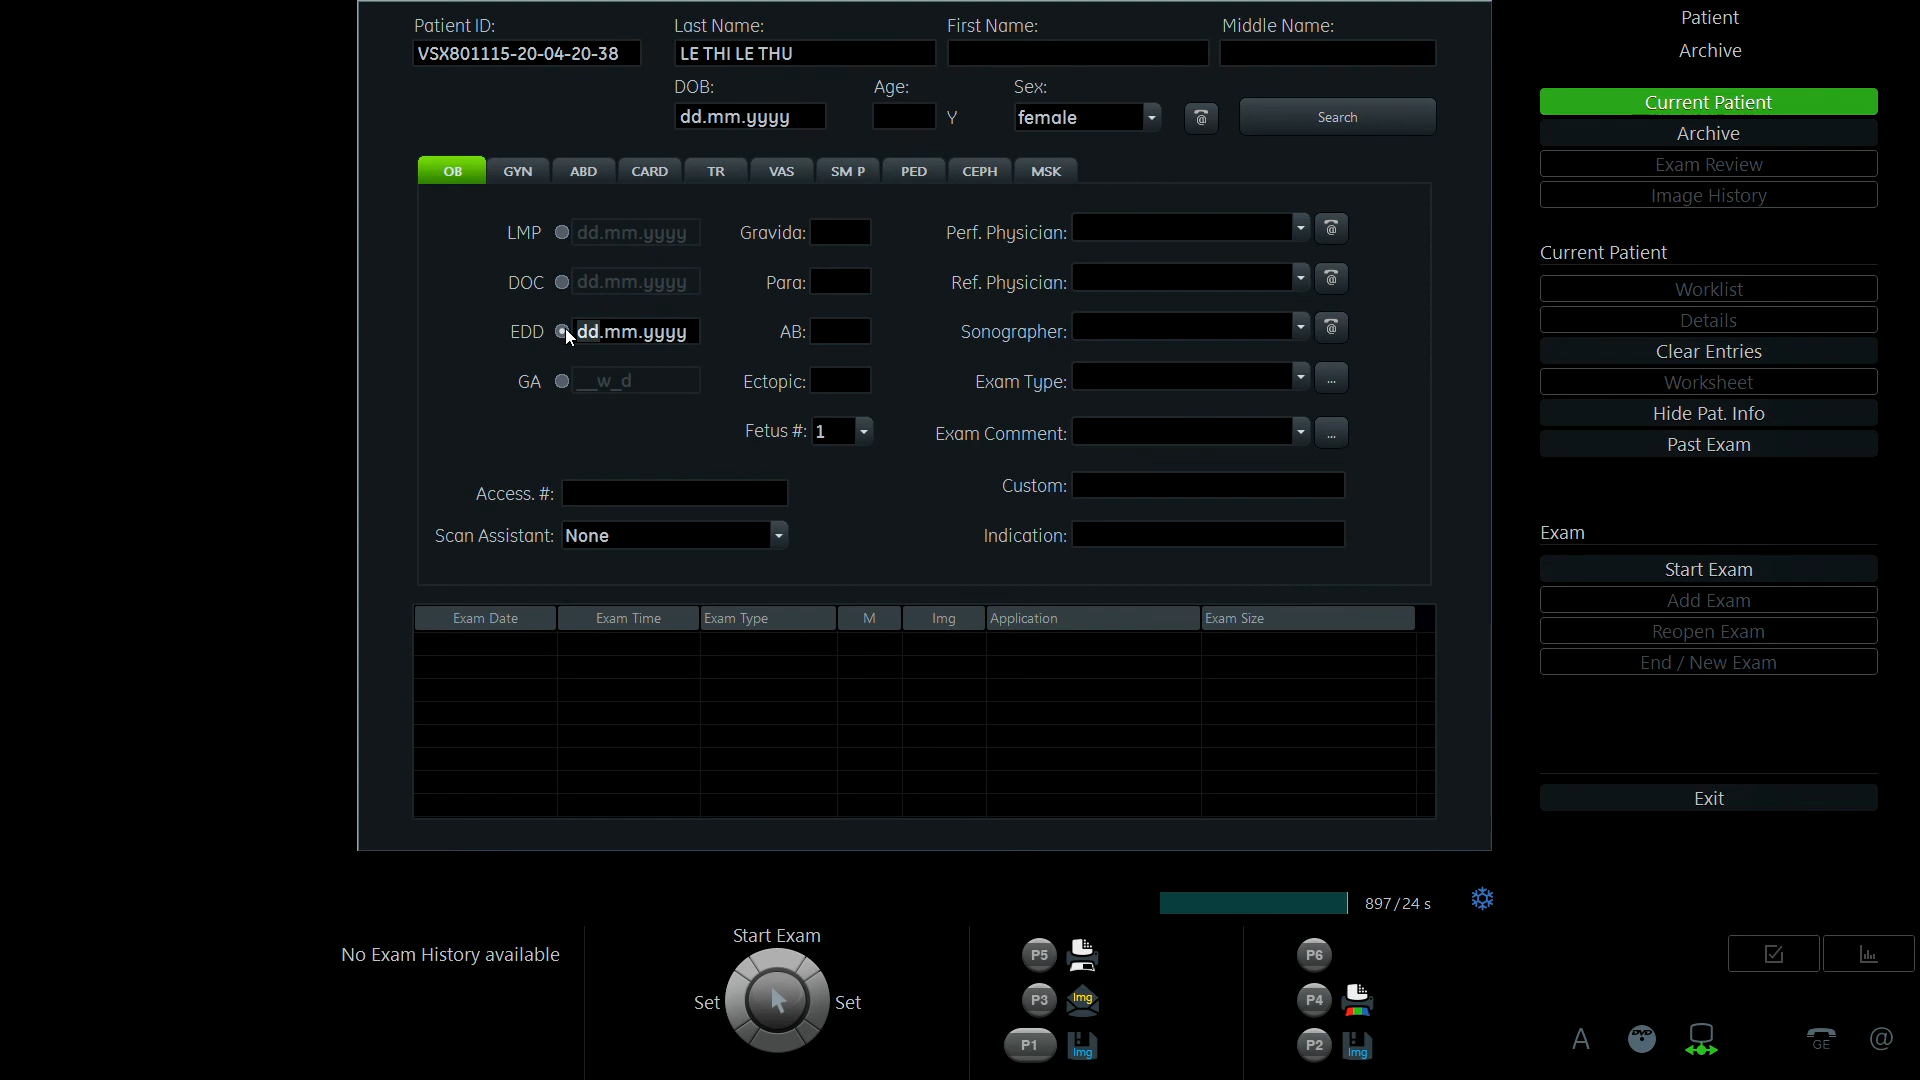 Patient ID: Last Name: First Name: Middle Name:
VSX801115-20-04-20-38 LE THI LE THU
DOB: Age: Sex:
dd.mm.yyyy Y female @ Search
OB GYN ABD CARD TR VAS SM P PED CEPH MSK
LMP dd.mm.yyyy Gravida: Perf. Physician: @
DOC dd.mm.yyyy Para: Ref. Physician: @
EDD dd.mm.yyyy AB: Sonographer: @
GA __w_d Ectopic: Exam Type: ...
Fetus #: 1 Exam Comment: ...
Access. #: Custom:
Scan Assistant: None Indication:
Exam Date Exam Time Exam Type M Img Application Exam Size
Patient
Archive
Current Patient
Archive
Exam Review
Image History
Current Patient
Worklist
Details
Clear Entries
Worksheet
Hide Pat. Info
Past Exam
Exam
Start Exam
Add Exam
Reopen Exam
End / New Exam
Exit
897/24 s
No Exam History available
Start Exam
Set Set
P5 P6
P3 Img P4
P1 Img P2 Img
A DVD GE @